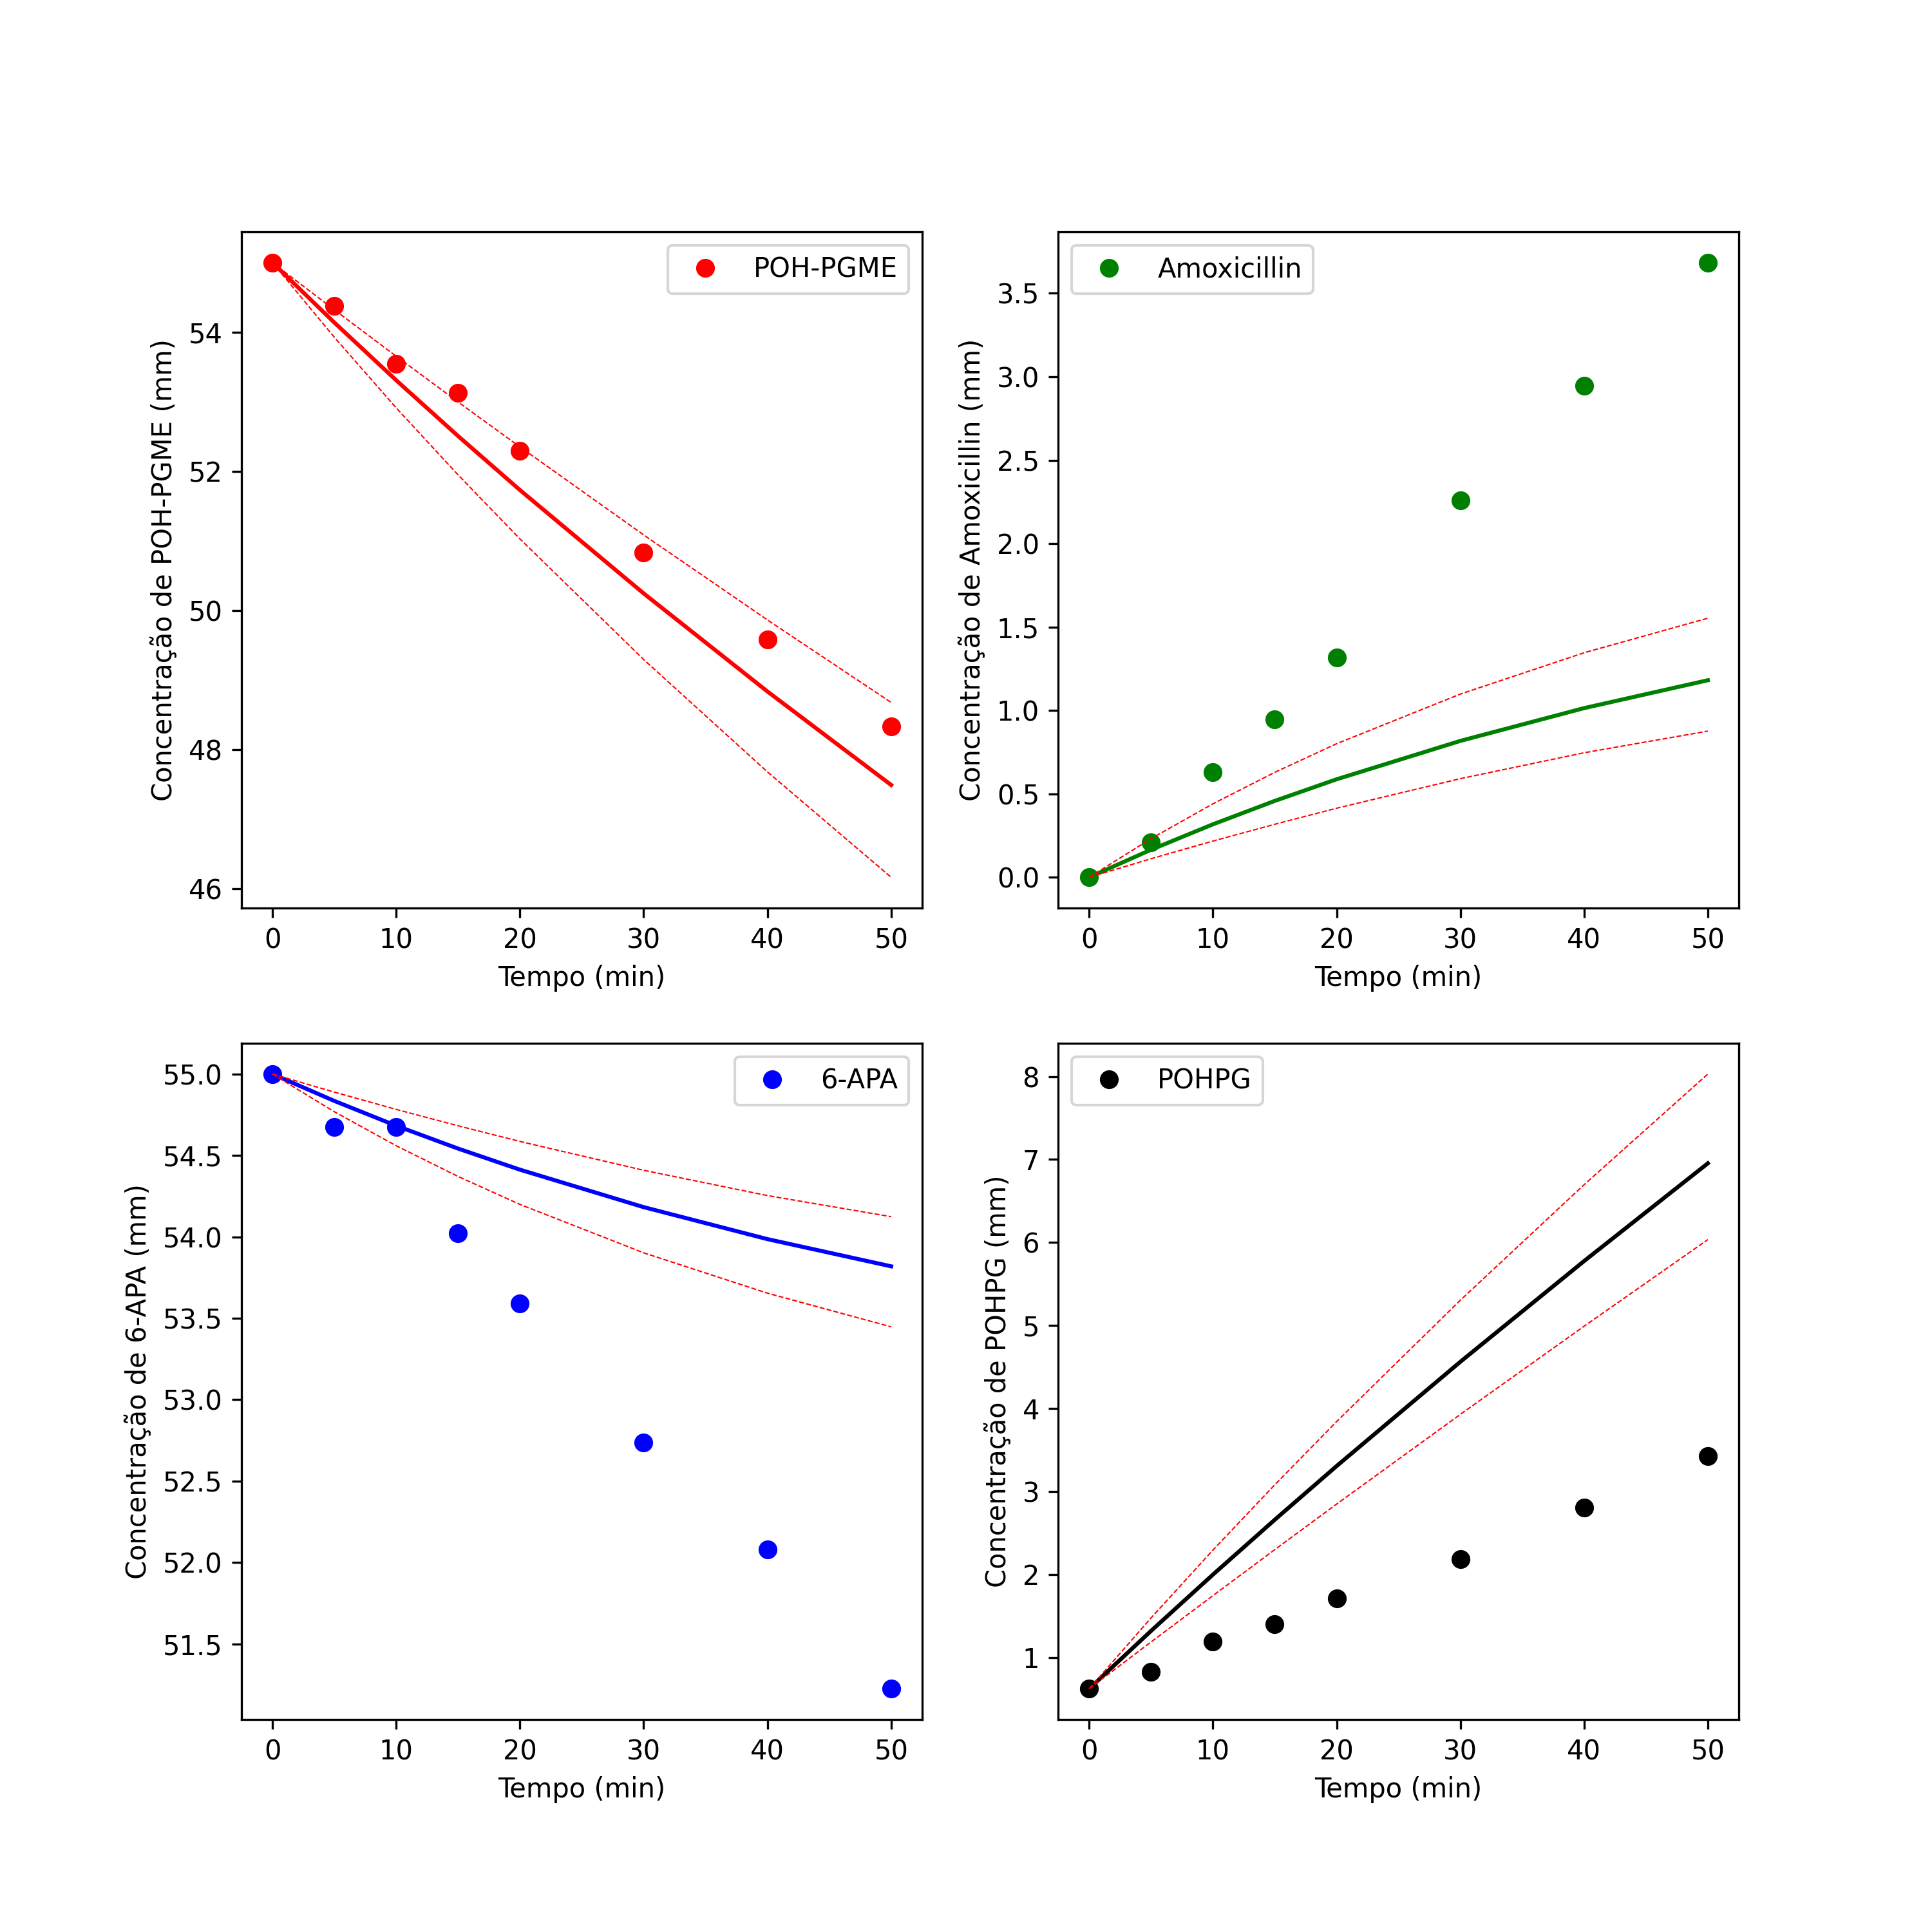 POH-PGME
Concentração de POH-PGME (mm)
54
52
50
48
46
0 10 20 30 40 50
Tempo (min)
Amoxicillin
Concentração de Amoxicillin (mm)
3.5
3.0
2.5
2.0
1.5
1.0
0.5
0.0
0 10 20 30 40 50
Tempo (min)
6-APA
Concentração de 6-APA (mm)
55.0
54.5
54.0
53.5
53.0
52.5
52.0
51.5
0 10 20 30 40 50
Tempo (min)
POHPG
Concentração de POHPG (mm)
8
7
6
5
4
3
2
1
0 10 20 30 40 50
Tempo (min)